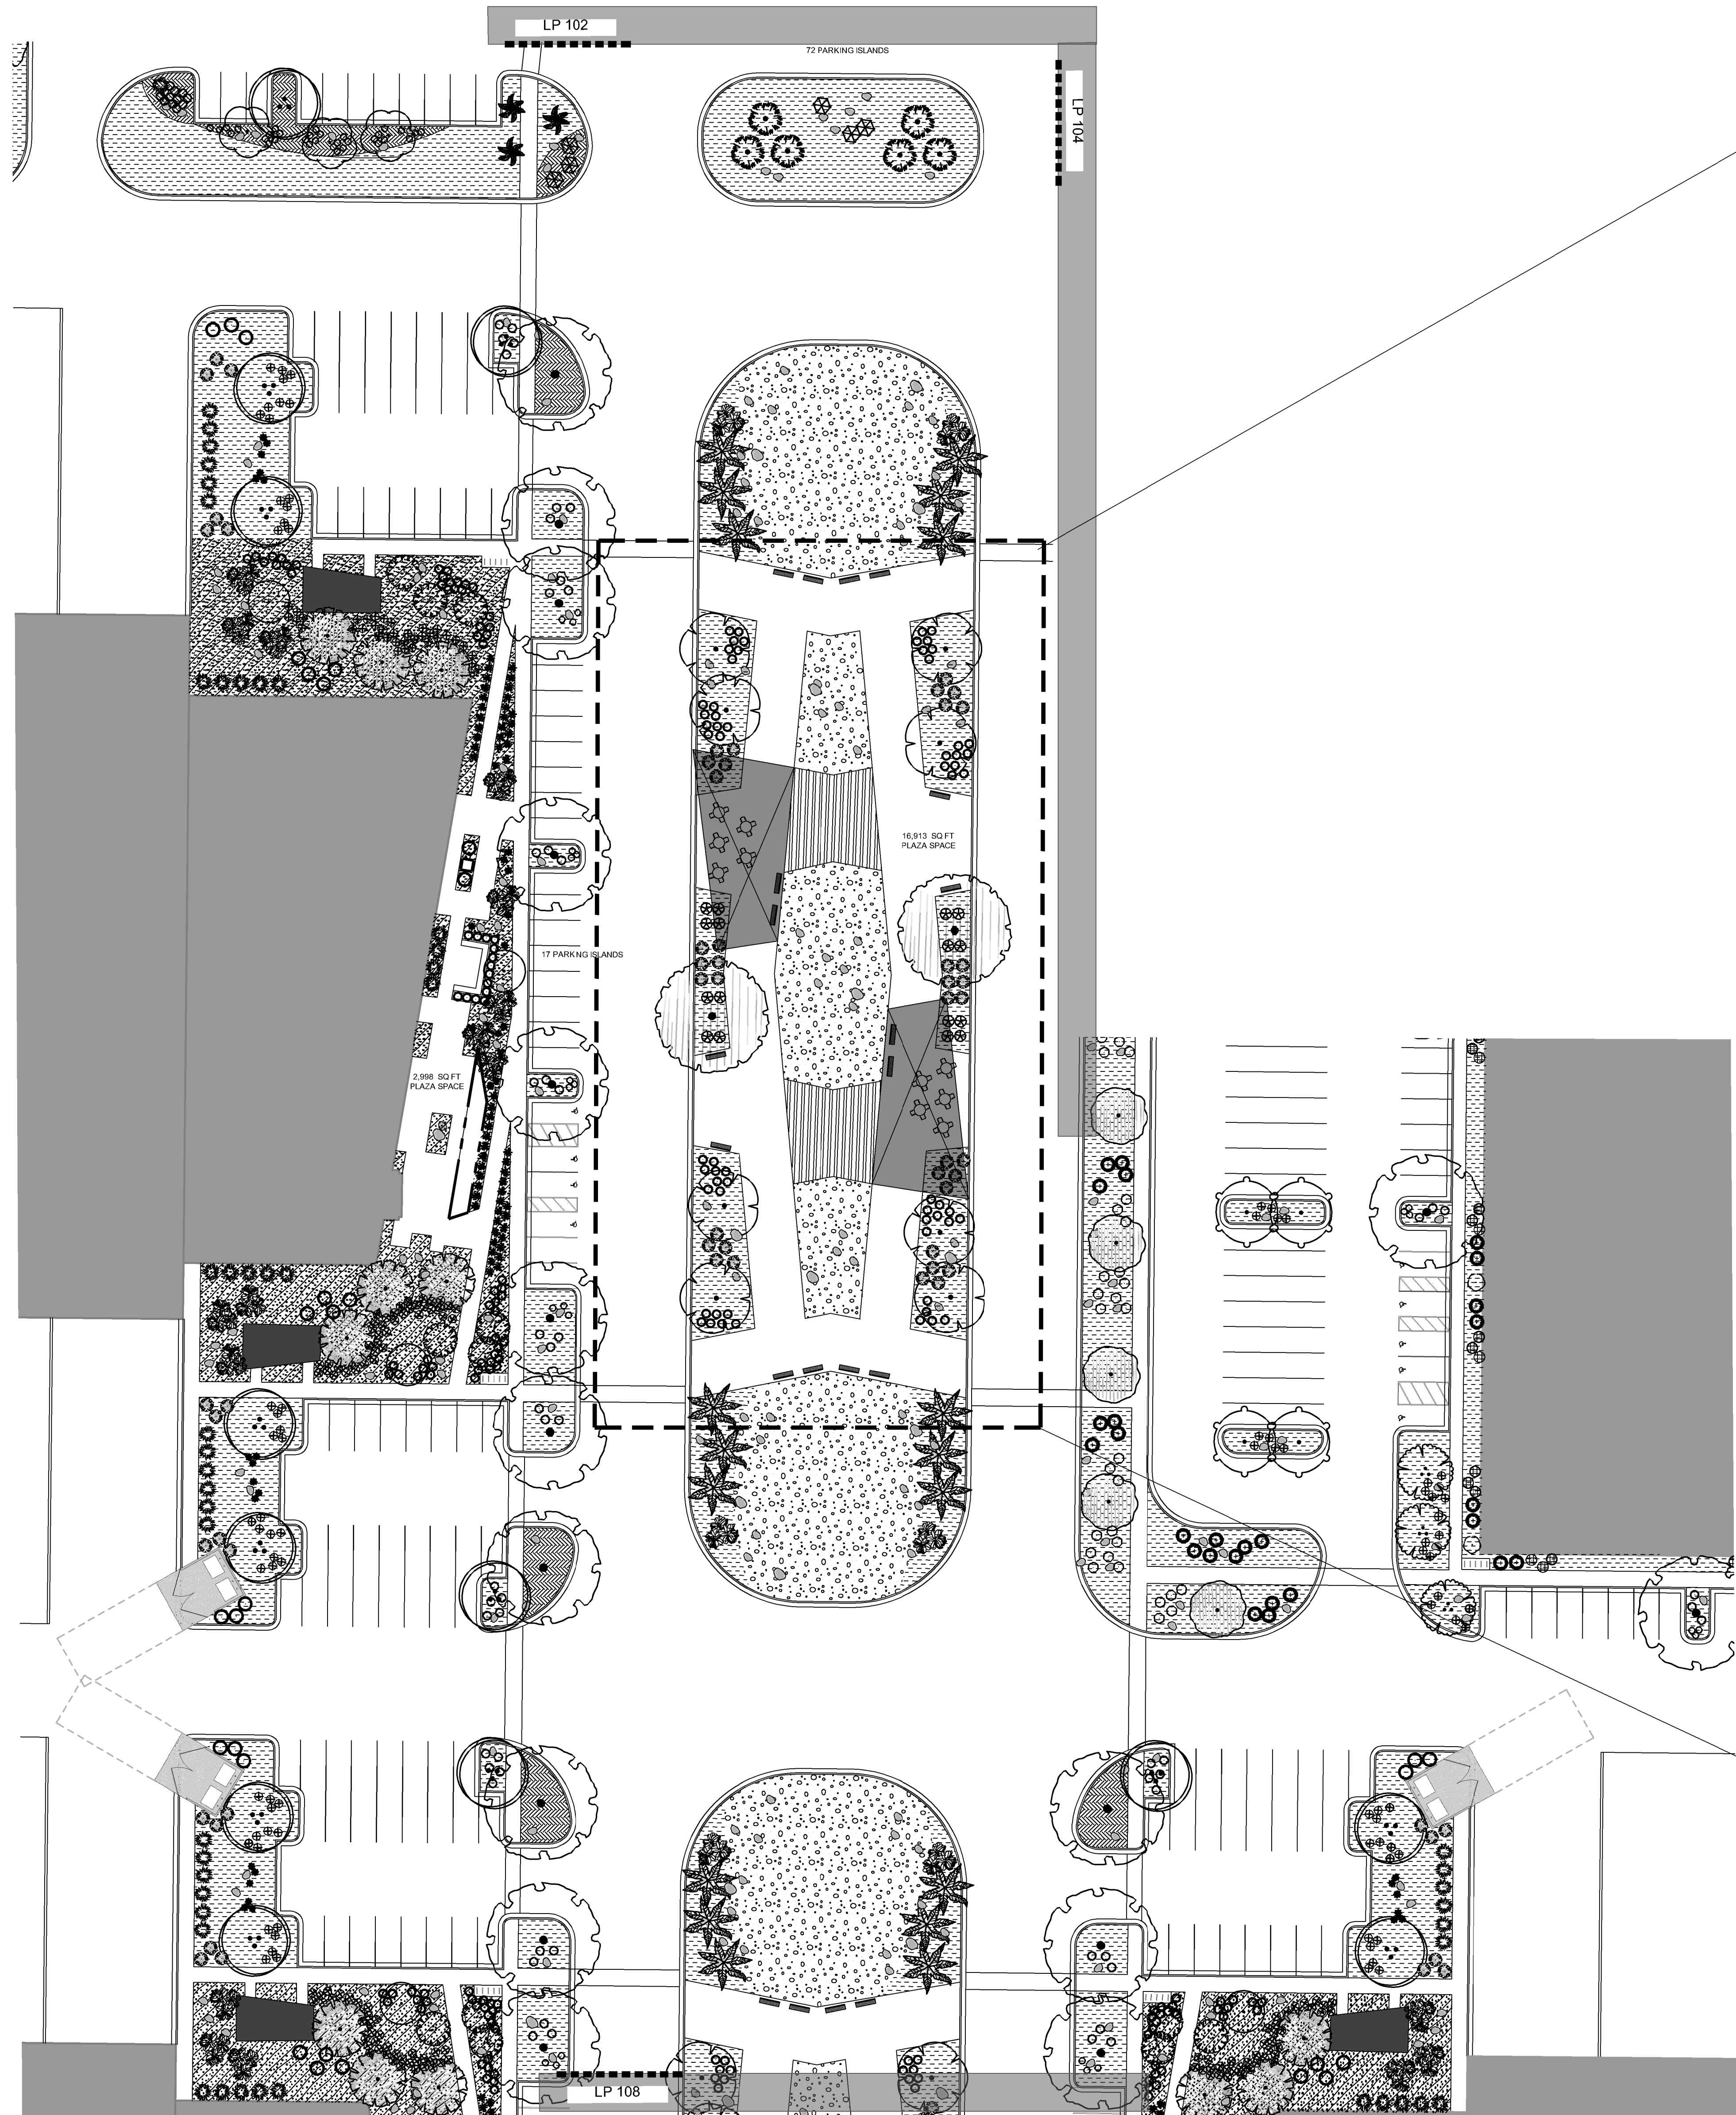 LP 102
72 PARKING ISLANDS
LP 104
16,913 SQ FT
PLAZA SPACE
17 PARKNG ISLANDS
2,998 SQ FT
PLAZA SPACE
LP 108